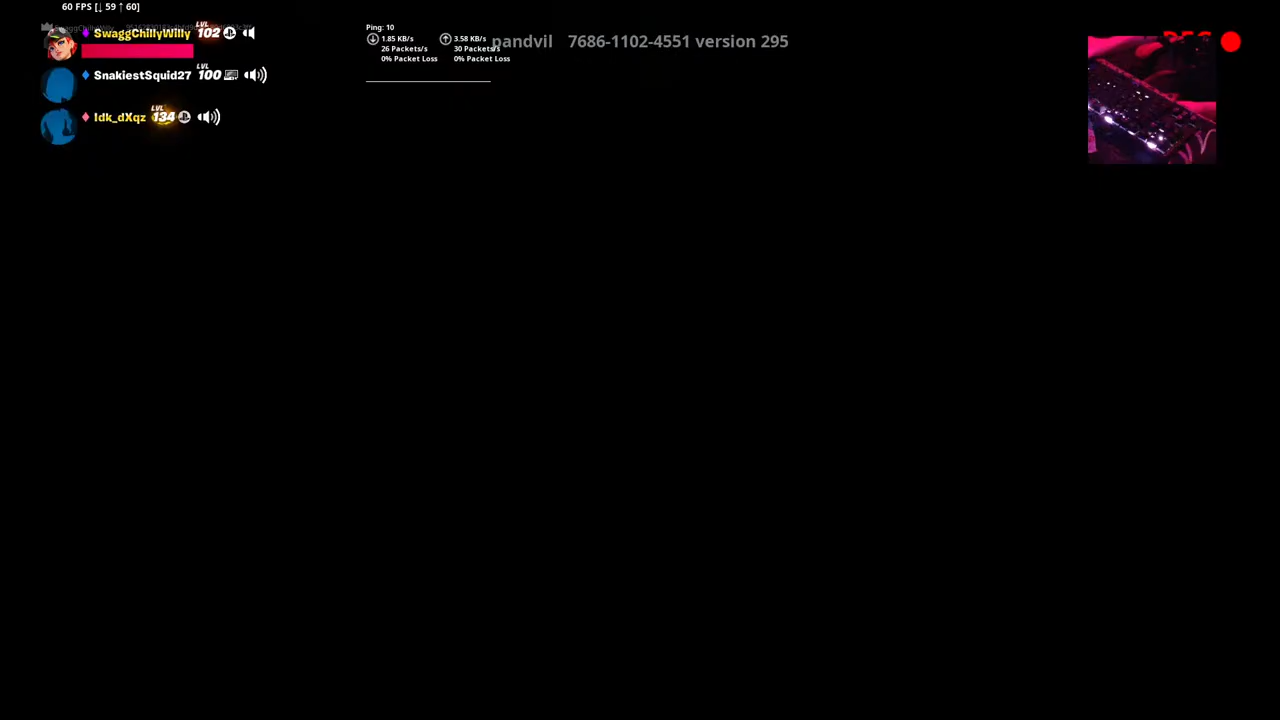 60 FPS [↓ 59 ↑ 60]
SwaggChillyWilly LVL 102
SnakiestSquid27 LVL 100
Idk_dXqz LVL 134
Ping: 10
1.85 KB/s 3.58 KB/s
26 Packets/s 30 Packets/s
0% Packet Loss 0% Packet Loss
pandvil 7686-1102-4551 version 295
REC